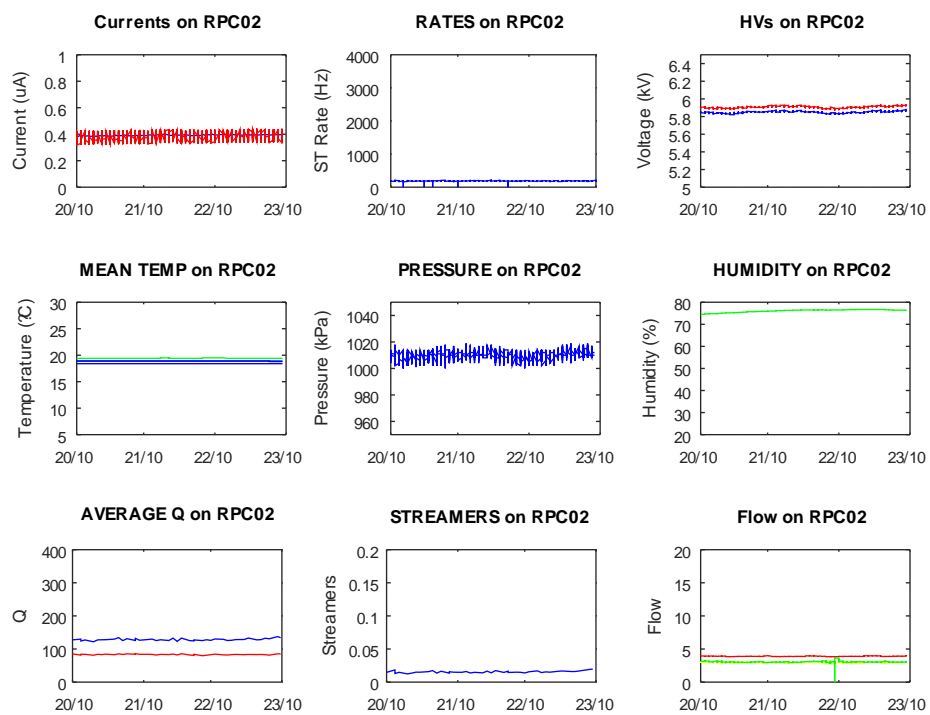 Currents on RPC02
Current (uA)
1
0.8
0.6
0.4
0.2
0
20/10 21/10 22/10 23/10
RATES on RPC02
ST Rate (Hz)
4000
3000
2000
1000
0
20/10 21/10 22/10 23/10
HVs on RPC02
Voltage (kV)
6.4
6.2
6
5.8
5.6
5.4
5.2
5
20/10 21/10 22/10 23/10
MEAN TEMP on RPC02
Temperature (?C)
30
25
20
15
10
5
20/10 21/10 22/10 23/10
PRESSURE on RPC02
Pressure (kPa)
1040
1020
1000
980
960
20/10 21/10 22/10 23/10
HUMIDITY on RPC02
Humidity (%)
80
70
60
50
40
30
20
20/10 21/10 22/10 23/10
AVERAGE Q on RPC02
Q
400
300
200
100
0
20/10 21/10 22/10 23/10
STREAMERS on RPC02
Streamers
0.2
0.15
0.1
0.05
0
20/10 21/10 22/10 23/10
Flow on RPC02
Flow
20
15
10
5
0
20/10 21/10 22/10 23/10